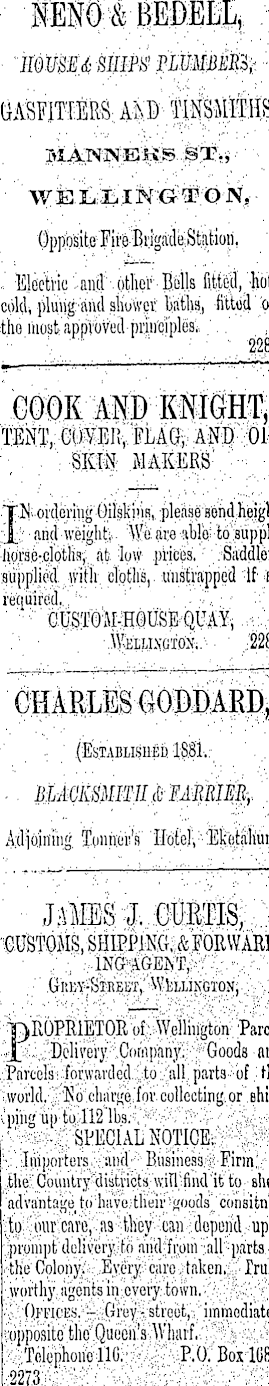 NENO & BEDELL,
HOUSE & SHIPS' PLUMBERS,
GASFITTERS AND TINSMITHS
MANNERS ST.,
WELLINGTON,
Opposite Fire Brigade Station.
Electric and other Bells fitted, hot
cold, plung and shower baths, fitted o
the most approved principles.
228
COOK AND KNIGHT,
TENT, COVER, FLAG, AND OI
SKIN MAKERS
IN ordering Oilskins, please send heigh
and weight. We are able to suppl
horse-cloths, at low prices. Saddle
supplied with cloths, unstrapped if
required.
CUSTOM-HOUSE QUAY,
WELLINGTON. 228
CHARLES GODDARD,
(ESTABLISHED 1881.
BLACKSMITH & FARRIER,
Adjoining Tonner's Hotel, Eketahun
JAMES J. CURTIS,
CUSTOMS, SHIPPING, & FORWARD
ING AGENT,
GREY-STREET, WELLINGTON,
PROPRIETOR of Wellington Parc
Delivery Company. Goods an
Parcels forwarded to all parts of th
world. No charge for collecting or shi
ping up to 112 lbs.
SPECIAL NOTICE.
Importers and Business Firm
the Country districts will find it to the
advantage to have their goods consitn
to our care, as they can depend up
prompt delivery to and from all parts
the Colony. Every care taken. Tru
worthy agents in every town.
OFFICES. – Grey-street, immediate
opposite the Queen's Wharf.
Telephone 116. P.O. Box 168
2273